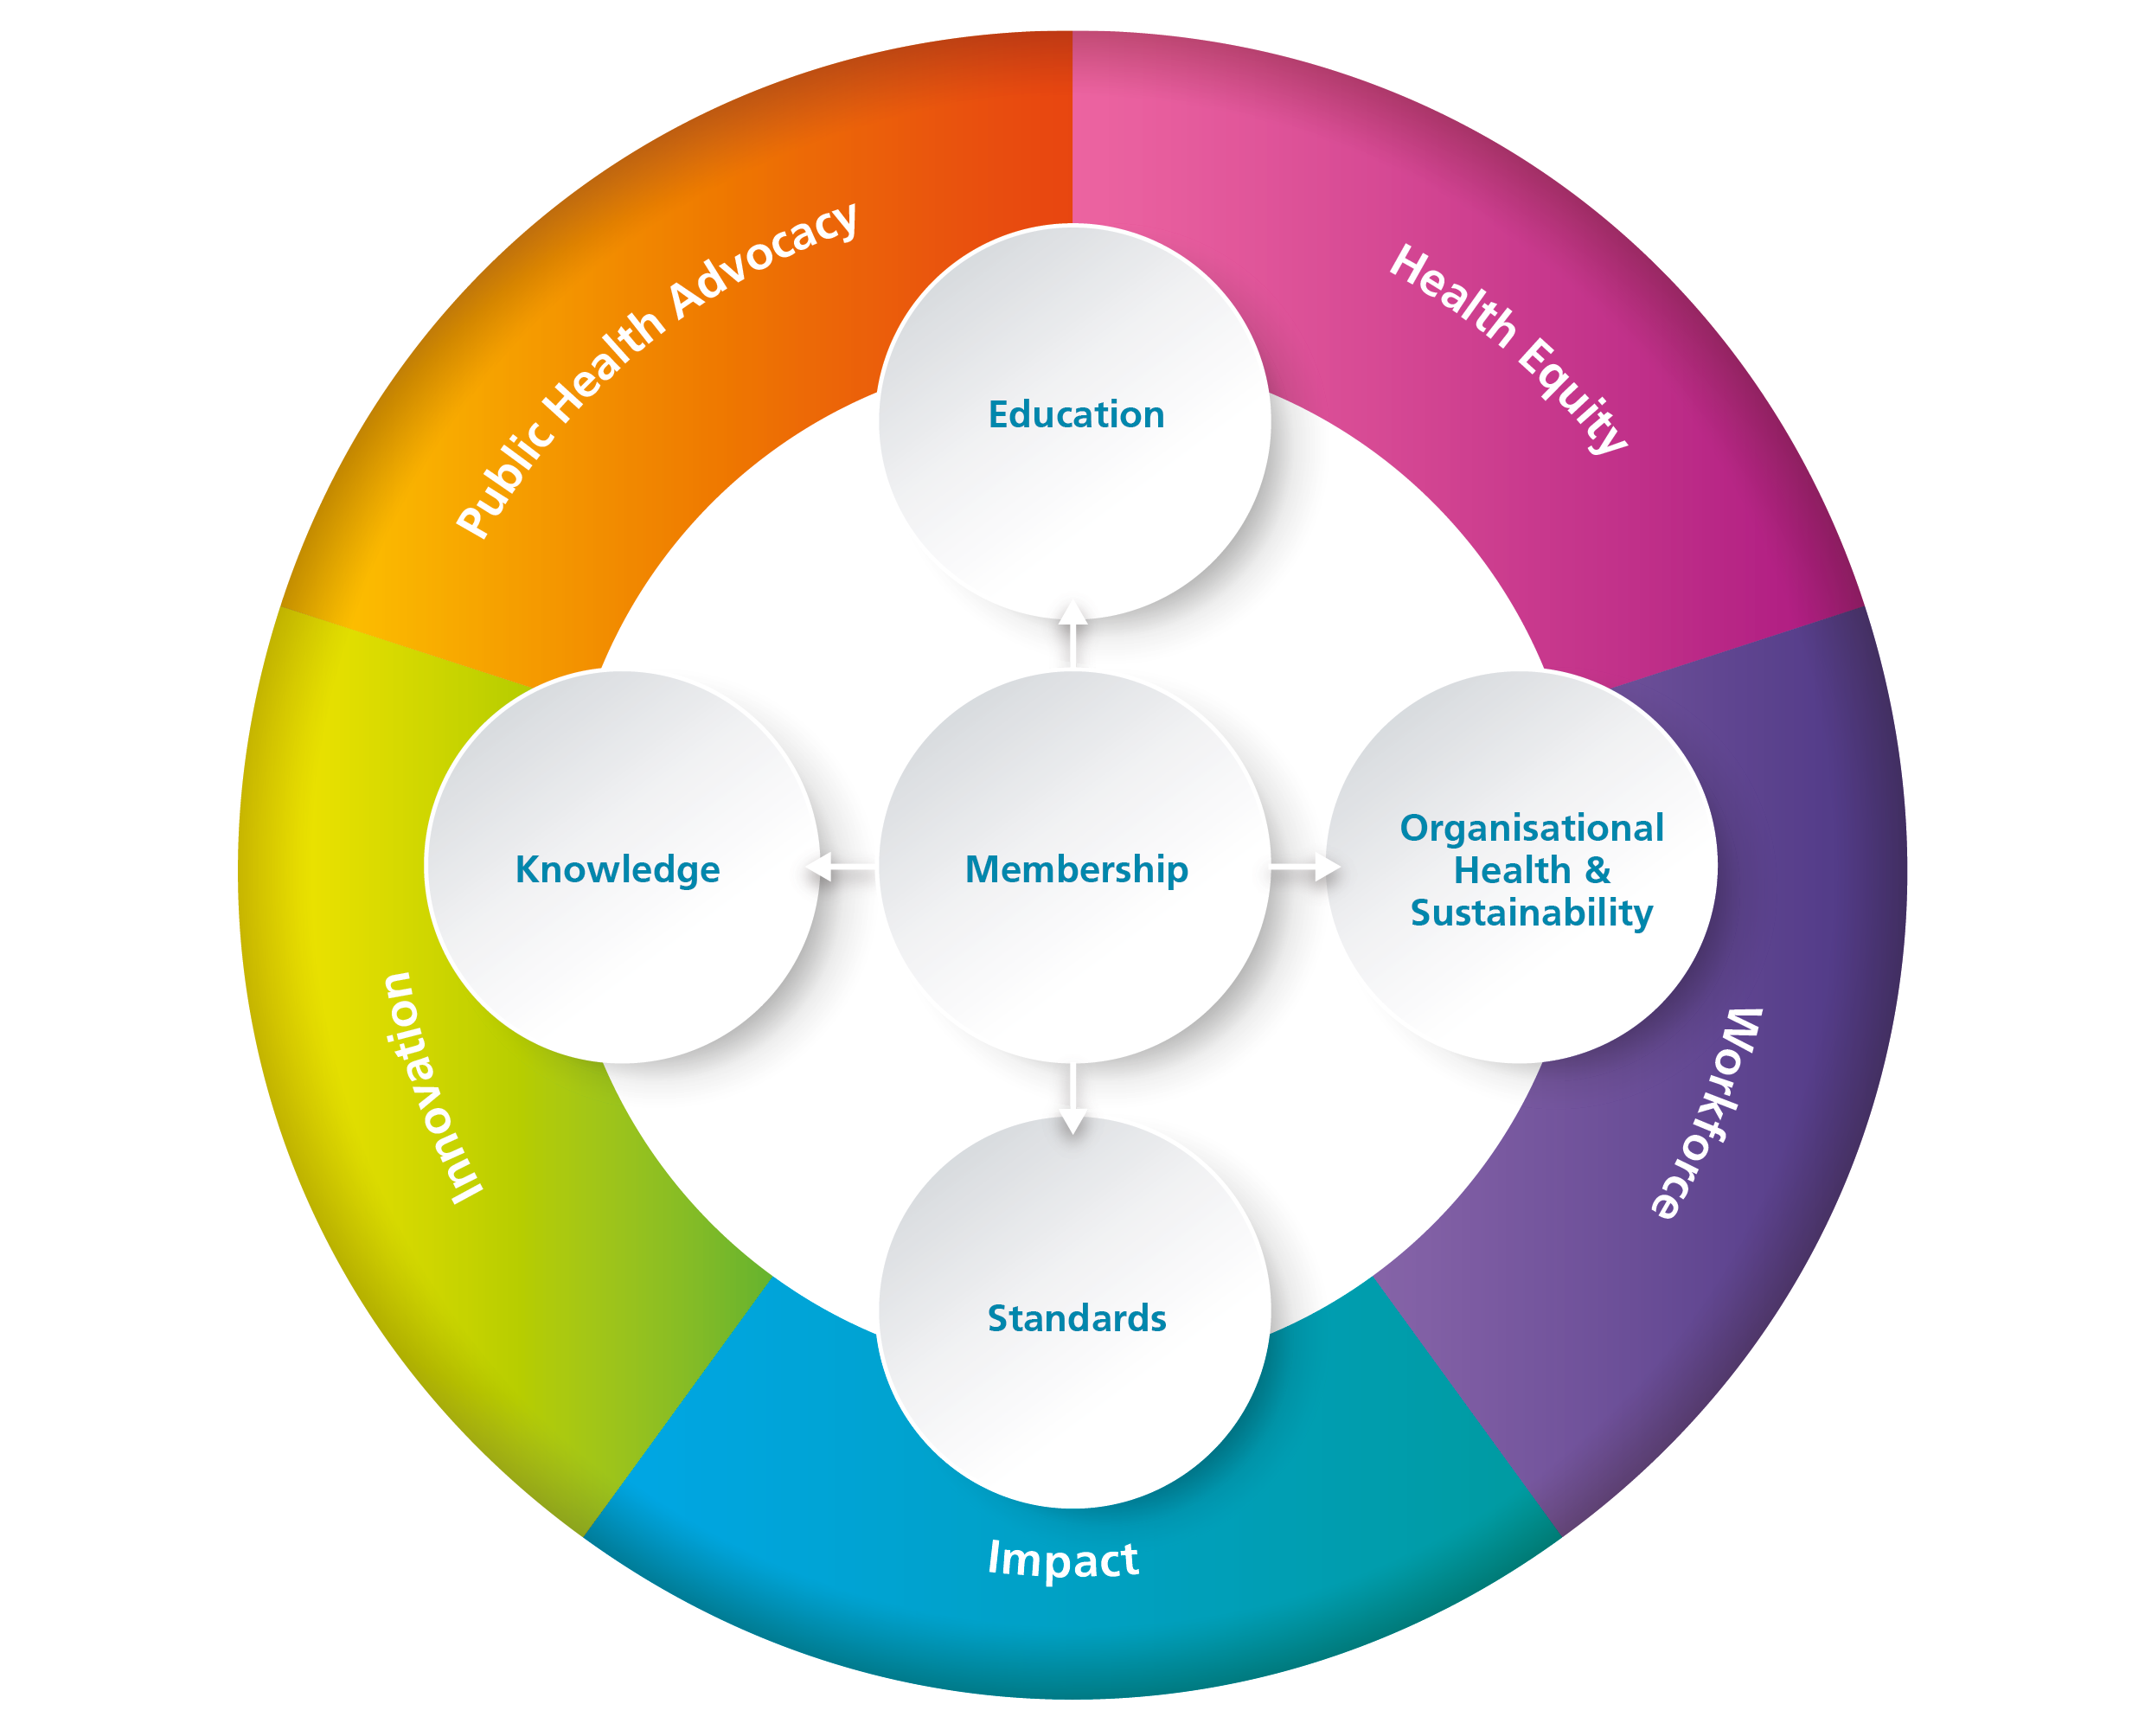 Public Health Advocacy
Health Equity
Education
Knowledge
Membership
Organisational
Health &
Sustainability
Innovation
Workforce
Standards
Impact